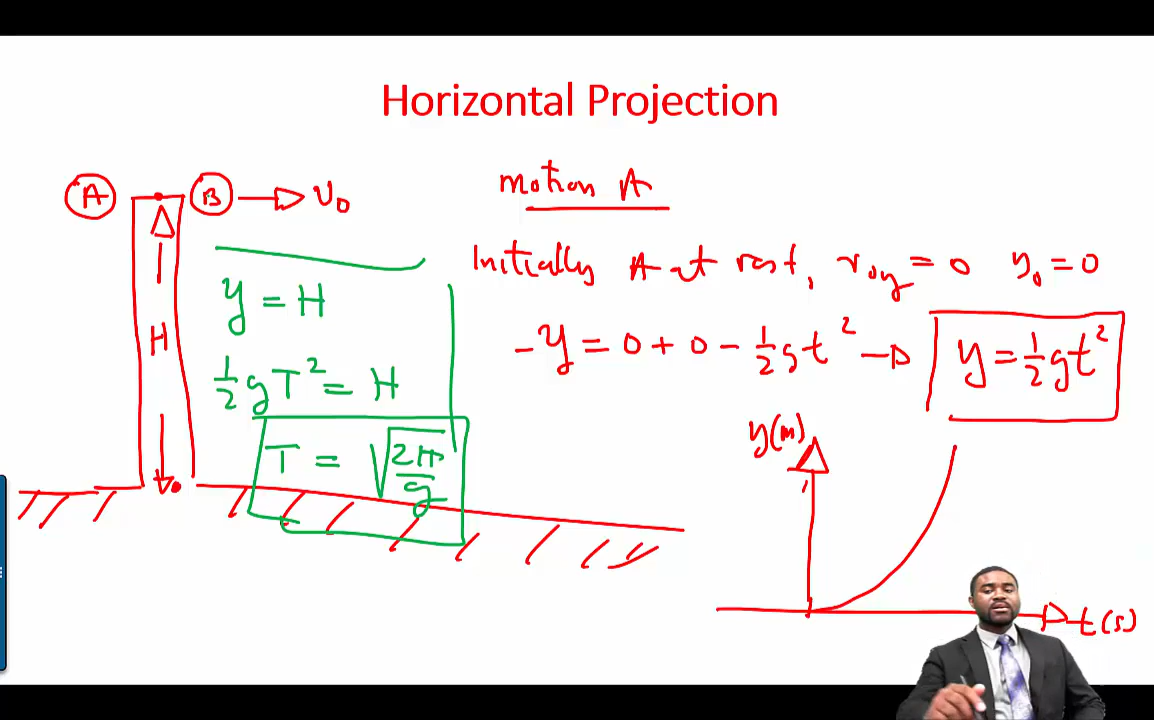 Horizontal Projection
A B → v₀
H
y = H
½gT² = H
T = √(2H/g)
motion A
Initially A at rest, v₀y = 0 y₀ = 0
-y = 0 + 0 - ½gt² → y = ½gt²
y(m)
t(s)